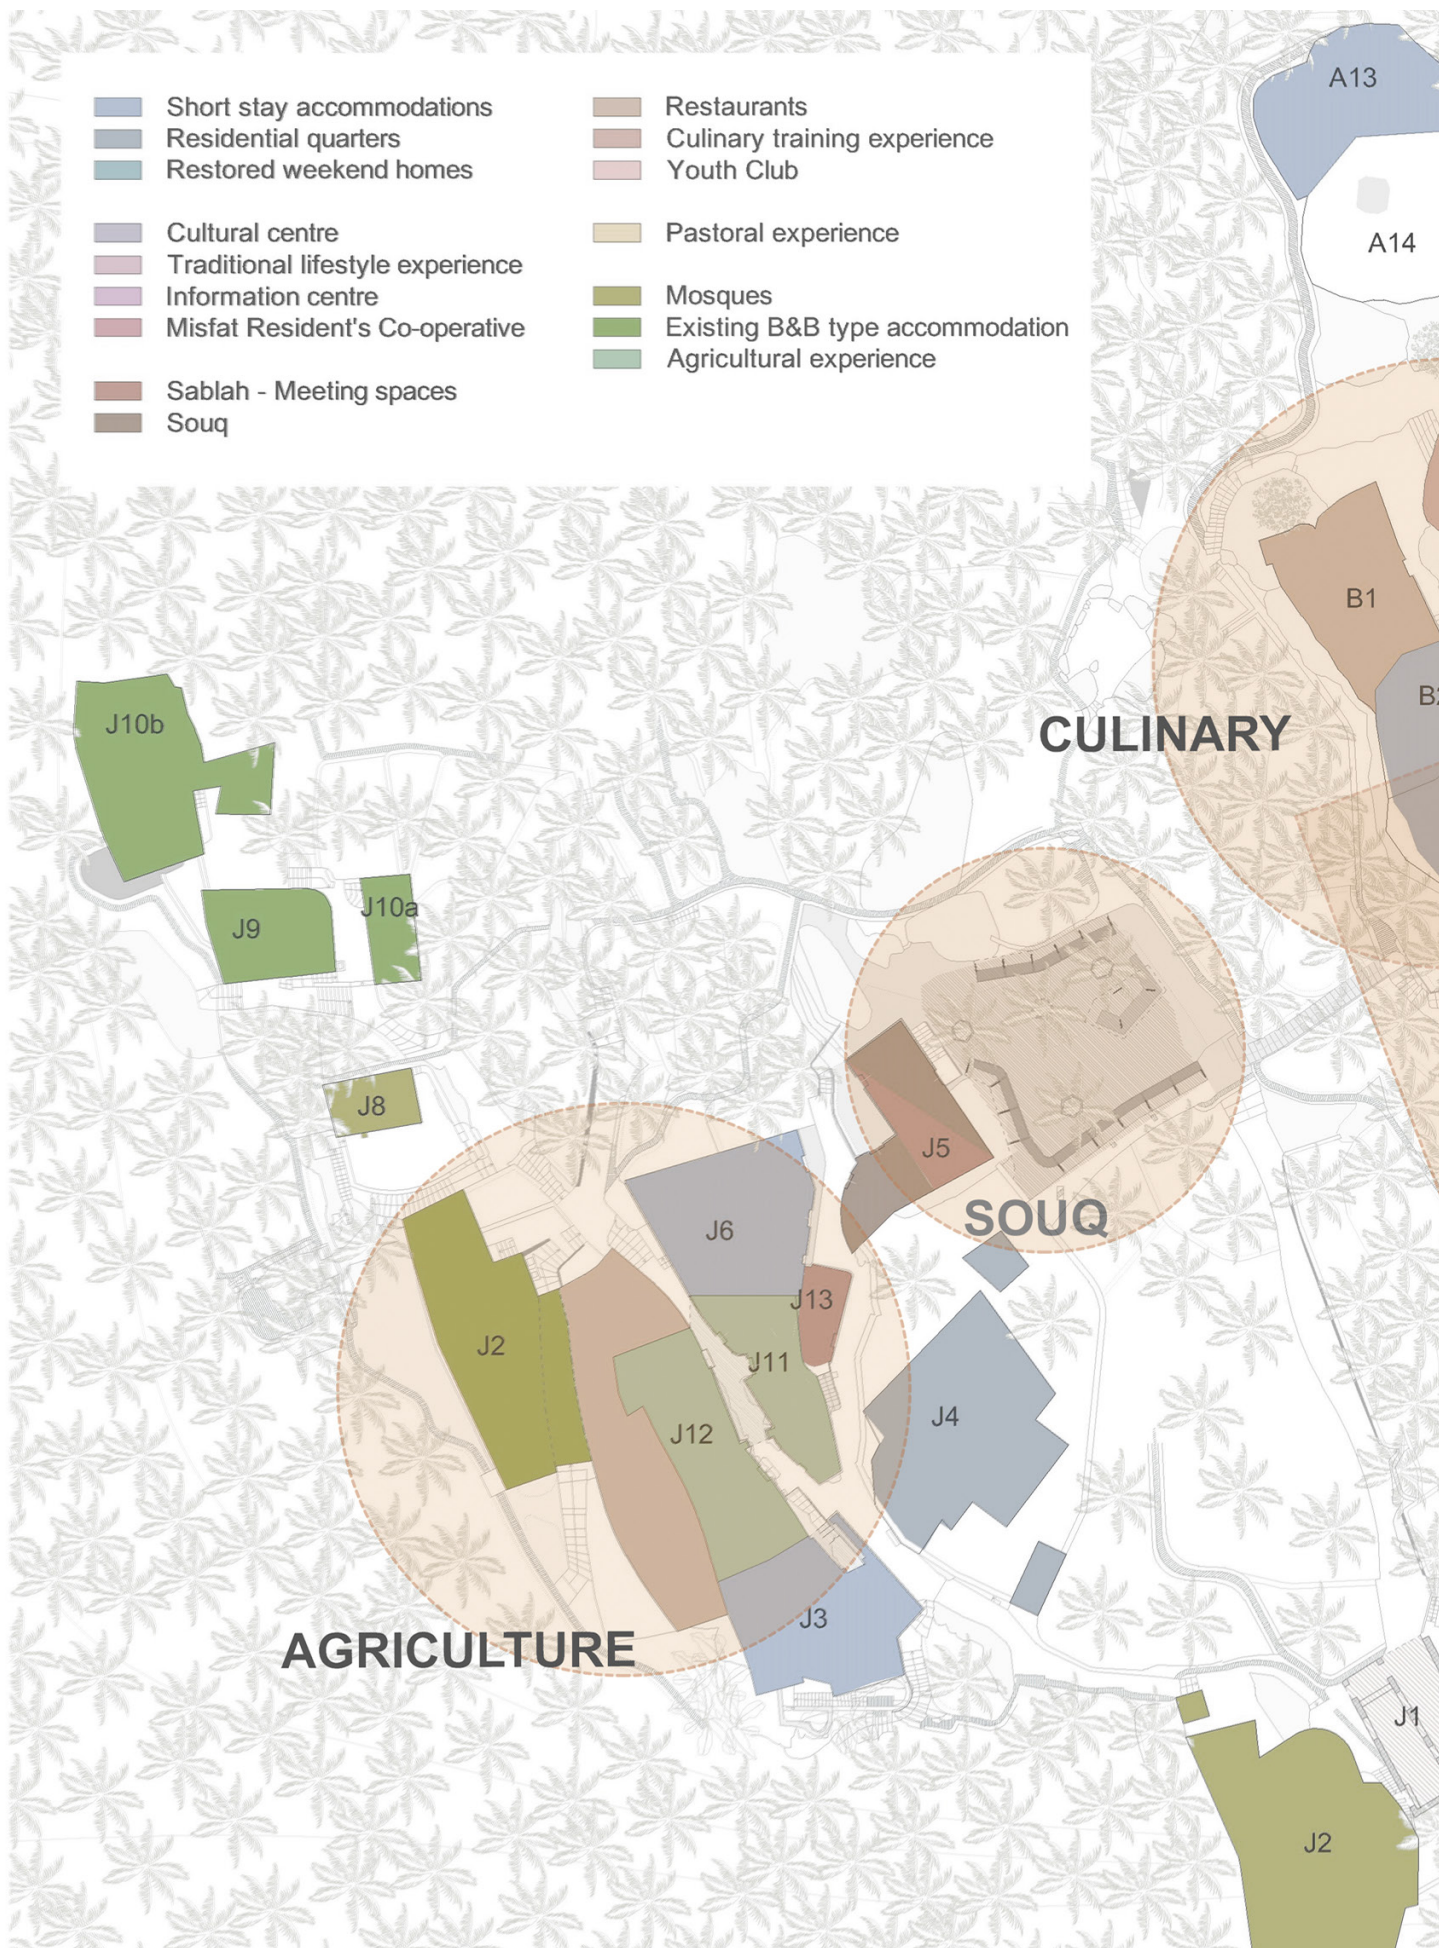 Short stay accommodations
Residential quarters
Restored weekend homes
Cultural centre
Traditional lifestyle experience
Information centre
Misfat Resident's Co-operative
Sablah - Meeting spaces
Souq
Restaurants
Culinary training experience
Youth Club
Pastoral experience
Mosques
Existing B&B type accommodation
Agricultural experience
A13
A14
B1
CULINARY
J10b
J10a
J9
J8
J5
SOUQ
J6
J13
J2
J11
J12
J4
J3
AGRICULTURE
J1
J2